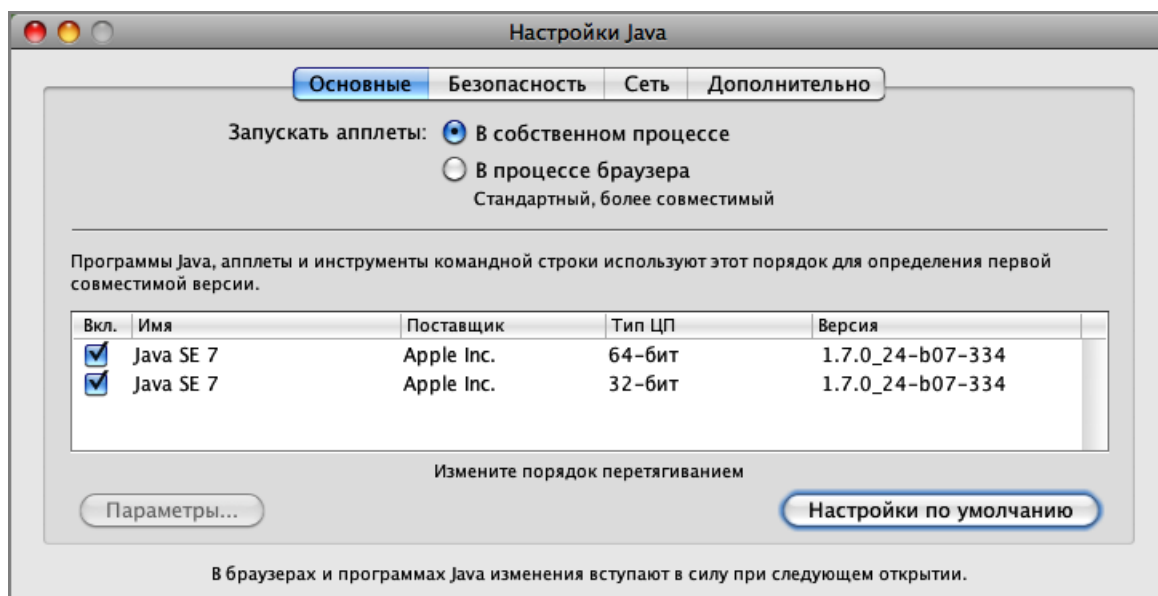 Настройки Java
Основные Безопасность Сеть Дополнительно
Запускать апплеты: В собственном процессе
В процессе браузера
Стандартный, более совместимый
Программы Java, апплеты и инструменты командной строки используют этот порядок для определения первой
совместимой версии.
Вкл. Имя Поставщик Тип ЦП Версия
Java SE 7 Apple Inc. 64-бит 1.7.0_24-b07-334
Java SE 7 Apple Inc. 32-бит 1.7.0_24-b07-334
Измените порядок перетягиванием
Параметры... Настройки по умолчанию
В браузерах и программах Java изменения вступают в силу при следующем открытии.